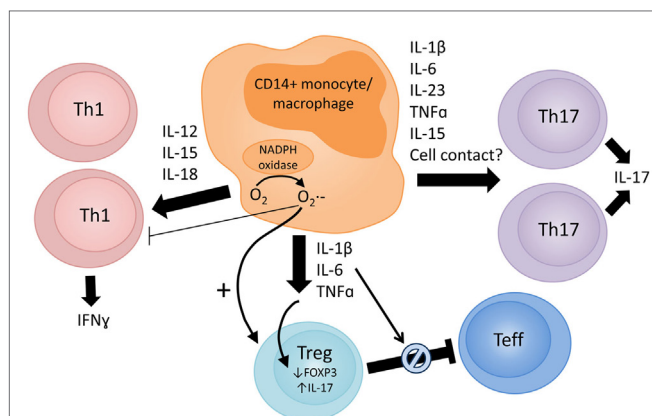 IL-1β
IL-6
IL-23
TNFα
IL-15
Cell contact?
CD14+ monocyte/
macrophage
Th1
Th17
IL-12
IL-15
IL-18
NADPH
oxidase
IL-17
O₂
O₂·-
Th1
Th17
IL-1β
IL-6
TNFα
+
IFNɣ
Treg
↓FOXP3
↑IL-17
Teff